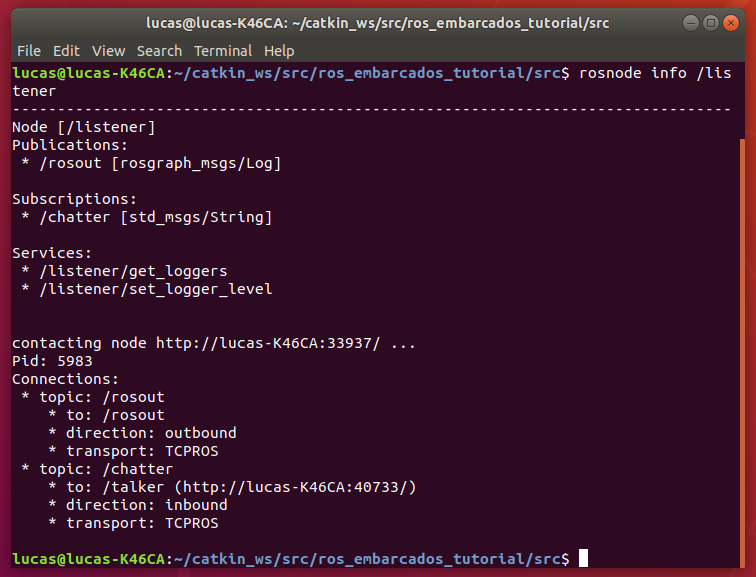 lucas@lucas-K46CA: ~/catkin_ws/src/ros_embarcados_tutorial/src
File Edit View Search Terminal Help
lucas@lucas-K46CA:~/catkin_ws/src/ros_embarcados_tutorial/src$ rosnode info /lis
tener
--------------------------------------------------------------------------------
Node [/listener]
Publications:
 * /rosout [rosgraph_msgs/Log]

Subscriptions:
 * /chatter [std_msgs/String]

Services:
 * /listener/get_loggers
 * /listener/set_logger_level


contacting node http://lucas-K46CA:33937/ ...
Pid: 5983
Connections:
 * topic: /rosout
    * to: /rosout
    * direction: outbound
    * transport: TCPROS
 * topic: /chatter
    * to: /talker (http://lucas-K46CA:40733/)
    * direction: inbound
    * transport: TCPROS

lucas@lucas-K46CA:~/catkin_ws/src/ros_embarcados_tutorial/src$